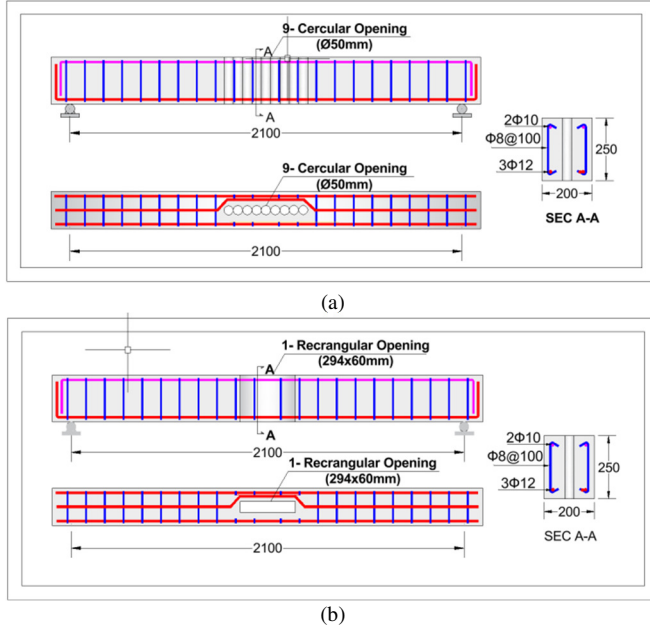 9- Cercular Opening
(Ø50mm)
A
A
2100
2Φ10
Φ8@100
3Φ12
250
200
SEC A-A
9- Cercular Opening
(Ø50mm)
2100
(a)
1- Recrangular Opening
(294x60mm)
A
A
2100
2Φ10
Φ8@100
3Φ12
250
200
SEC A-A
1- Recrangular Opening
(294x60mm)
2100
(b)